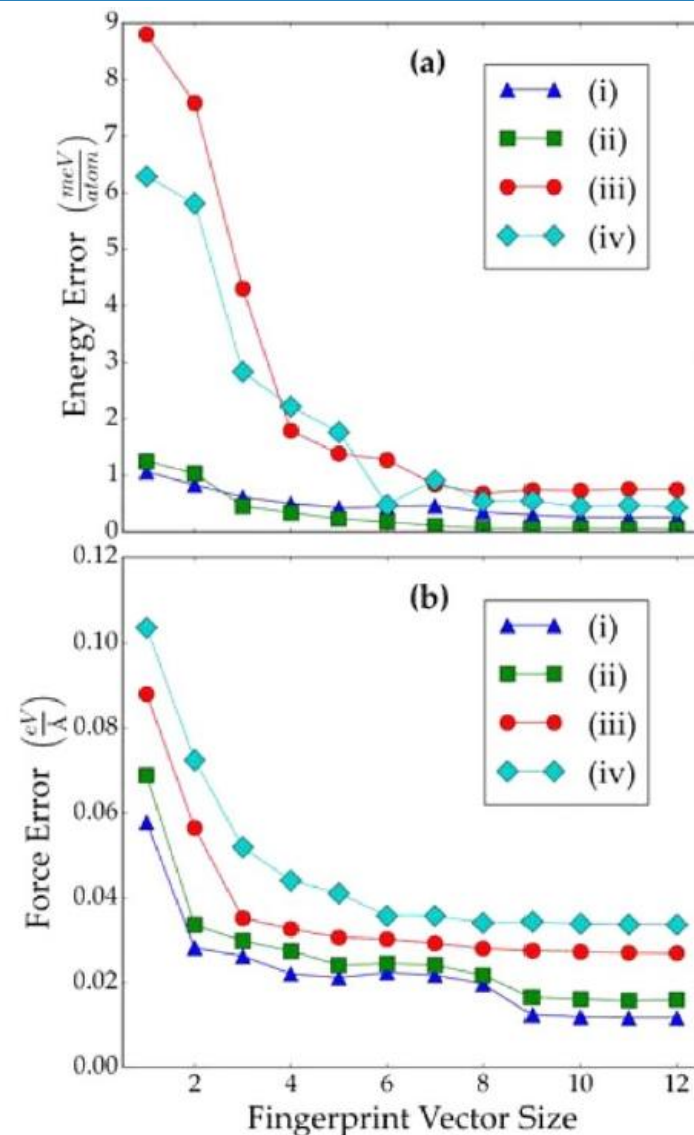 (a)
(i)
(ii)
(iii)
(iv)
Energy Error (meV/atom)
9
8
7
6
5
4
3
2
1
0
(b)
(i)
(ii)
(iii)
(iv)
Force Error (eV/Å)
0.12
0.10
0.08
0.06
0.04
0.02
0.00
2 4 6 8 10 12
Fingerprint Vector Size